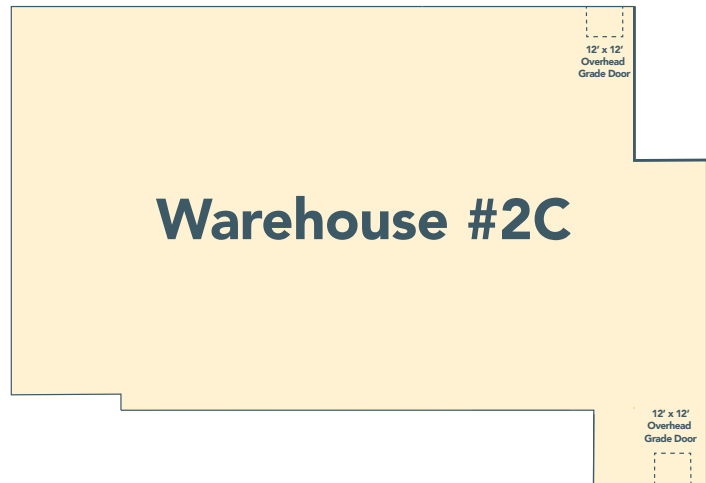 12' x 12'
Overhead
Grade Door
Warehouse #2C
12' x 12'
Overhead
Grade Door